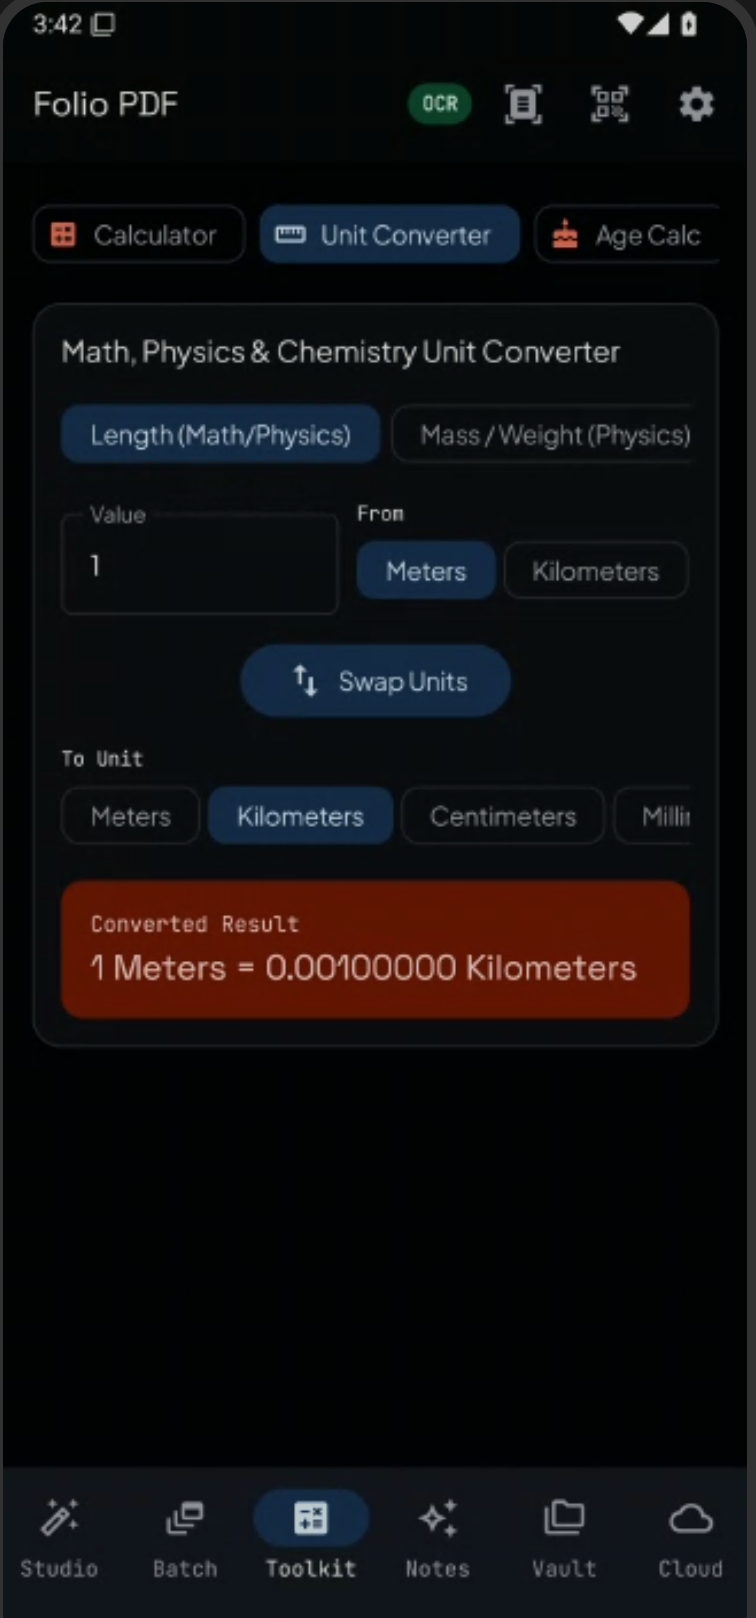 3:42
Folio PDF OCR
Calculator Unit Converter Age Calc
Math, Physics & Chemistry Unit Converter
Length (Math/Physics) Mass / Weight (Physics)
Value From
1 Meters Kilometers
Swap Units
To Unit
Meters Kilometers Centimeters
Converted Result
1 Meters = 0.00100000 Kilometers
Studio Batch Toolkit Notes Vault Cloud